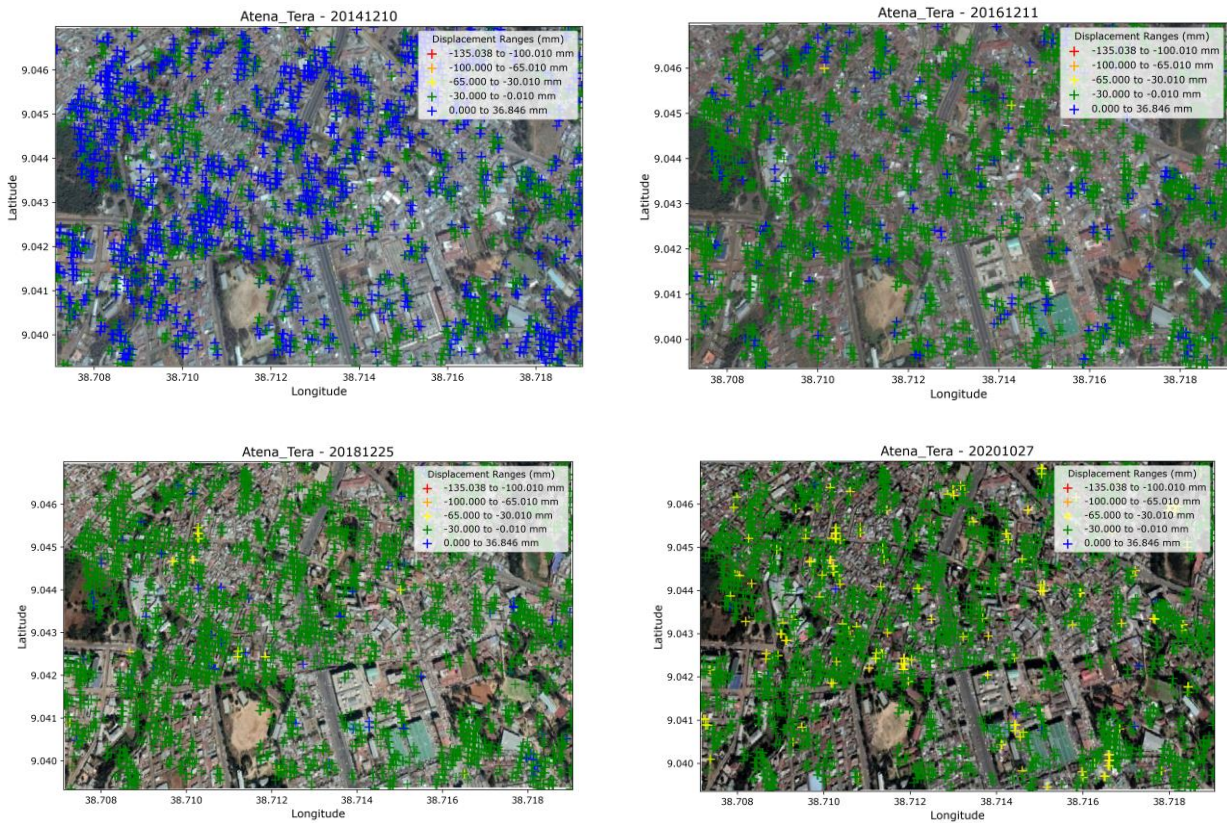 Atena_Tera - 20141210
Displacement Ranges (mm)
-135.038 to -100.010 mm
-100.000 to -65.010 mm
-65.000 to -30.010 mm
-30.000 to -0.010 mm
0.000 to 36.846 mm
9.046
9.045
9.044
9.043
9.042
9.041
9.040
Latitude
38.708 38.710 38.712 38.714 38.716 38.718
Longitude
Atena_Tera - 20161211
Displacement Ranges (mm)
-135.038 to -100.010 mm
-100.000 to -65.010 mm
-65.000 to -30.010 mm
-30.000 to -0.010 mm
0.000 to 36.846 mm
9.046
9.045
9.044
9.043
9.042
9.041
9.040
Latitude
38.708 38.710 38.712 38.714 38.716 38.718
Longitude
Atena_Tera - 20181225
Displacement Ranges (mm)
-135.038 to -100.010 mm
-100.000 to -65.010 mm
-65.000 to -30.010 mm
-30.000 to -0.010 mm
0.000 to 36.846 mm
9.046
9.045
9.044
9.043
9.042
9.041
9.040
Latitude
38.708 38.710 38.712 38.714 38.716 38.718
Longitude
Atena_Tera - 20201027
Displacement Ranges (mm)
-135.038 to -100.010 mm
-100.000 to -65.010 mm
-65.000 to -30.010 mm
-30.000 to -0.010 mm
0.000 to 36.846 mm
9.046
9.045
9.044
9.043
9.042
9.041
9.040
Latitude
38.708 38.710 38.712 38.714 38.716 38.718
Longitude